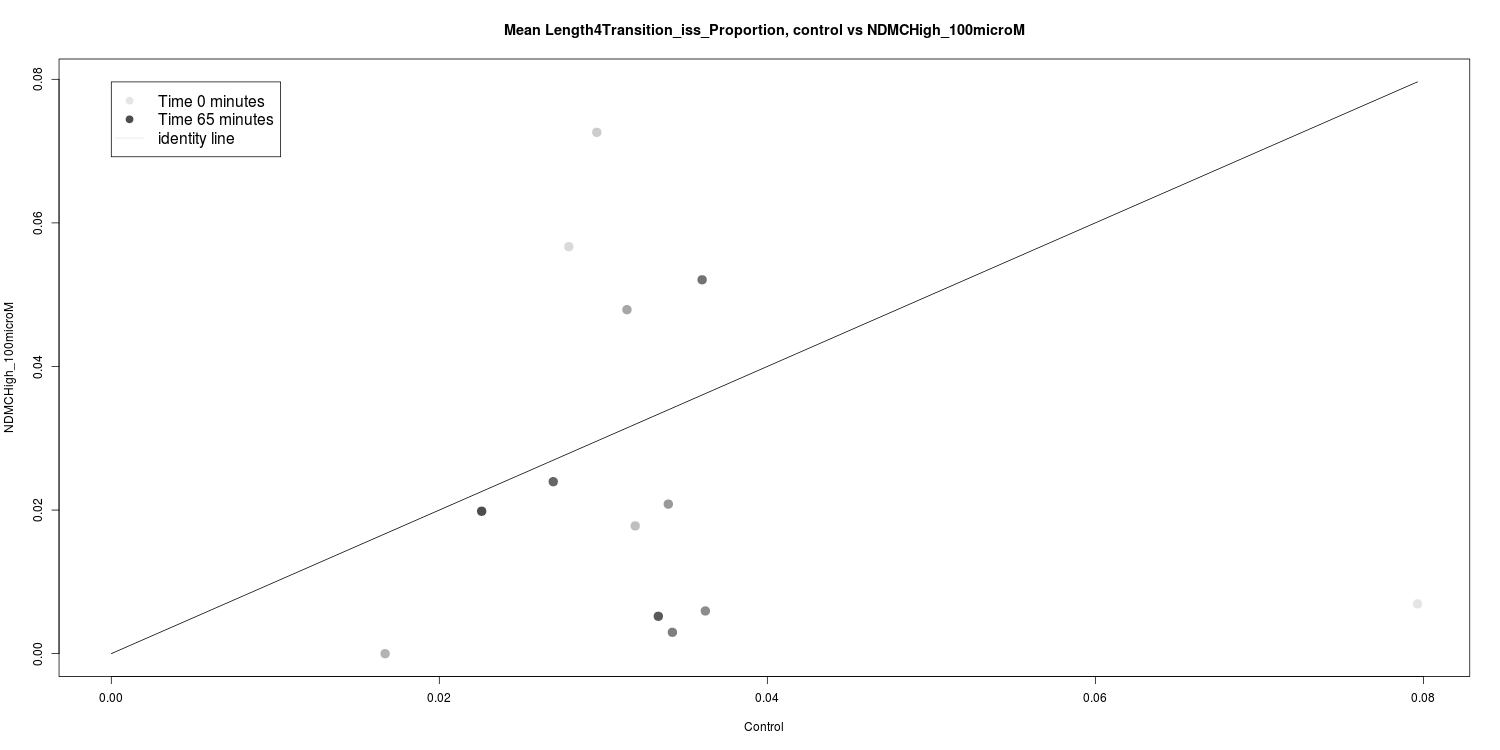 Mean Length4Transition_iss_Proportion, control vs NDMCHigh_100microM
Time 0 minutes
Time 65 minutes
identity line
NDMCHigh_100microM
0.08
0.06
0.04
0.02
0.00
0.00 0.02 0.04 0.06 0.08
Control